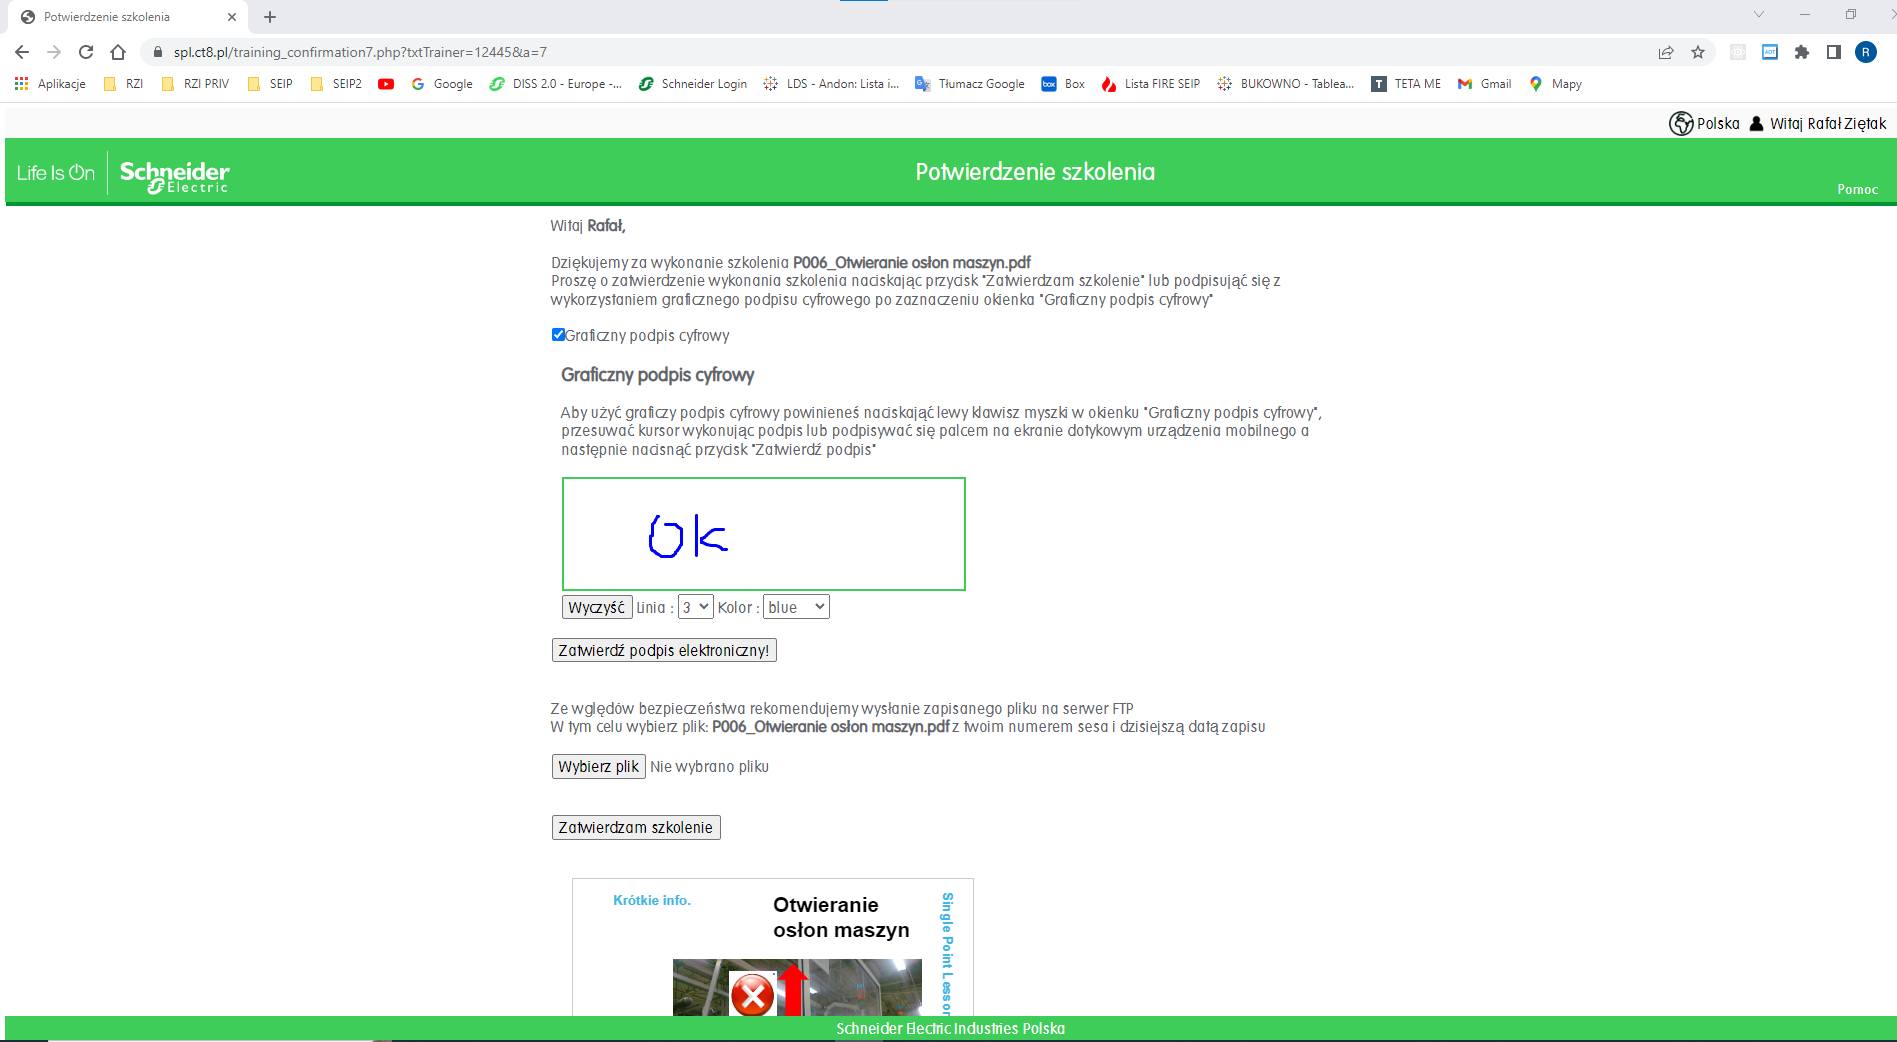 Potwierdzenie szkolenia
spl.ct8.pl/training_confirmation7.php?txtTrainer=12445&a=7
R
Aplikacje RZI RZI PRIV SEIP SEIP2 Google DISS 2.0 - Europe -... Schneider Login LDS - Andon: Lista i... Tłumacz Google box Box Lista FIRE SEIP BUKOWNO - Tablea... T TETA ME Gmail Mapy
Polska Witaj Rafał Ziętak
Life Is On Schneider Electric
Potwierdzenie szkolenia
Pomoc
Witaj Rafał,
Dziękujemy za wykonanie szkolenia P006_Otwieranie osłon maszyn.pdf
Proszę o zatwierdzenie wykonania szkolenia naciskając przycisk "Zatwierdzam szkolenie" lub podpisująć się z
wykorzystaniem graficznego podpisu cyfrowego po zaznaczeniu okienka "Graficzny podpis cyfrowy"
Graficzny podpis cyfrowy
Graficzny podpis cyfrowy
Aby użyć graficzy podpis cyfrowy powinieneś naciskająć lewy klawisz myszki w okienku "Graficzny podpis cyfrowy",
przesuwać kursor wykonując podpis lub podpisywać się palcem na ekranie dotykowym urządzenia mobilnego a
następnie nacisnąć przycisk "Zatwierdź podpis"
OK
Wyczyść Linia : 3 Kolor : blue
Zatwierdź podpis elektroniczny!
Ze względów bezpieczeństwa rekomendujemy wysłanie zapisanego pliku na serwer FTP
W tym celu wybierz plik: P006_Otwieranie osłon maszyn.pdf z twoim numerem sesa i dzisiejszą datą zapisu
Wybierz plik Nie wybrano pliku
Zatwierdzam szkolenie
Krótkie info.
Otwieranie
osłon maszyn
Single Point Lesson
Schneider Electric Industries Polska